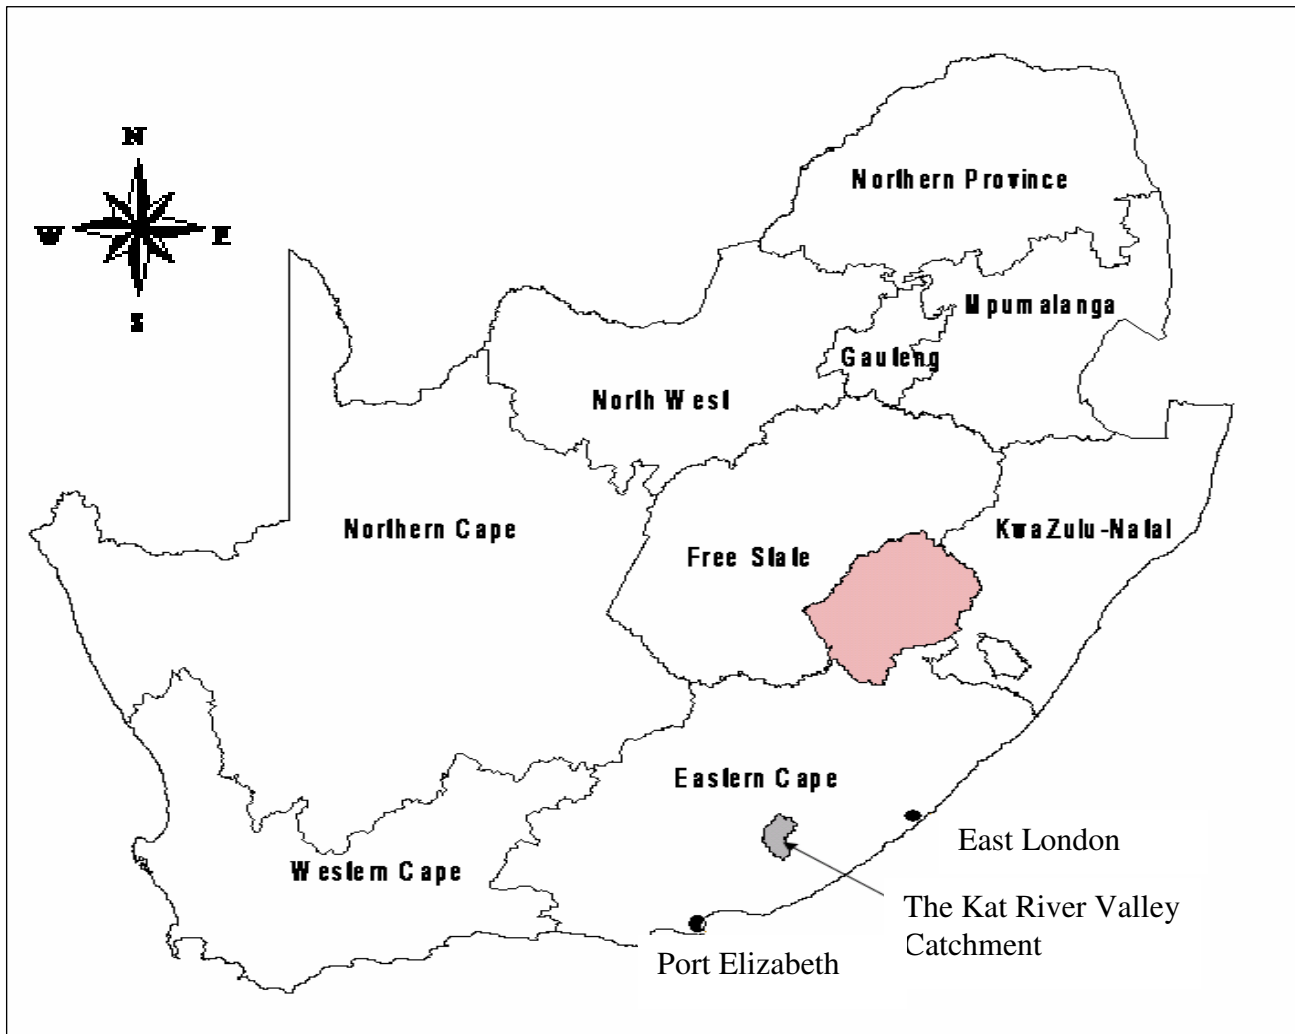 N
W E
S
Northern Province
Mpumalanga
Gauteng
North West
Northern Cape
KwaZulu-Natal
Free State
Eastern Cape
East London
Western Cape
The Kat River Valley
Catchment
Port Elizabeth